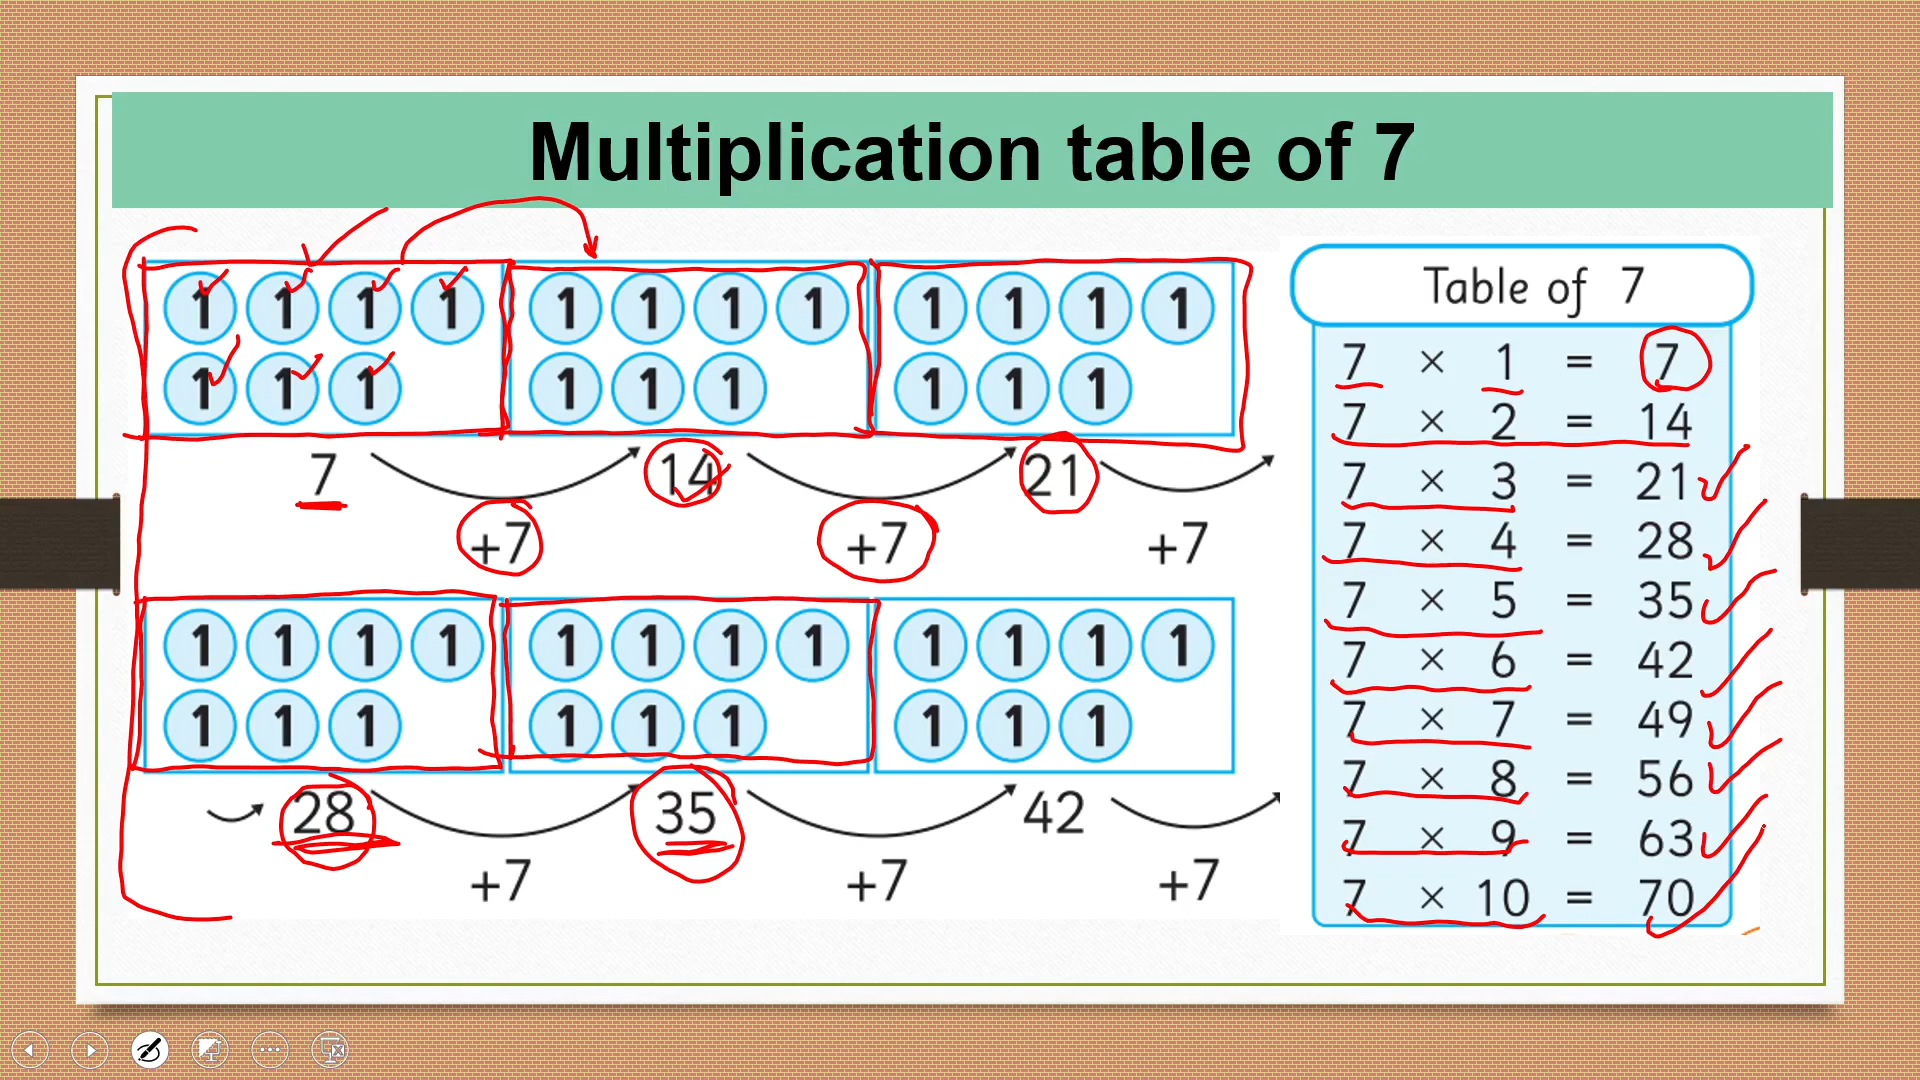 Multiplication table of 7
1 1 1 1 1 1 1 1 1 1 1 1
1 1 1 1 1 1 1 1 1
7 14 21
+7 +7 +7
1 1 1 1 1 1 1 1 1 1 1 1
1 1 1 1 1 1 1 1 1
28 35 42
+7 +7 +7
Table of 7
7 × 1 = 7
7 × 2 = 14
7 × 3 = 21
7 × 4 = 28
7 × 5 = 35
7 × 6 = 42
7 × 7 = 49
7 × 8 = 56
7 × 9 = 63
7 × 10 = 70